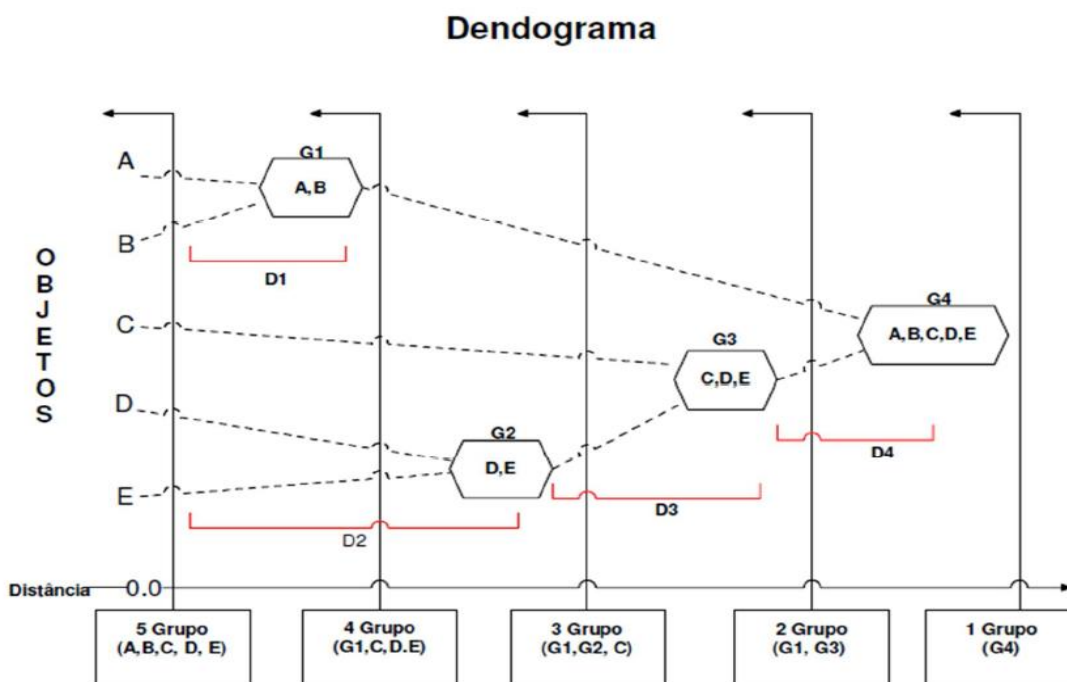 Dendograma
A
G1
A,B
B
D1
OBJETOS
C
G4
A,B,C,D,E
G3
C,D,E
D
G2
D,E
D4
E
D3
D2
Distância
0.0
5 Grupo
(A,B,C, D, E)
4 Grupo
(G1,C,D.E)
3 Grupo
(G1,G2, C)
2 Grupo
(G1, G3)
1 Grupo
(G4)